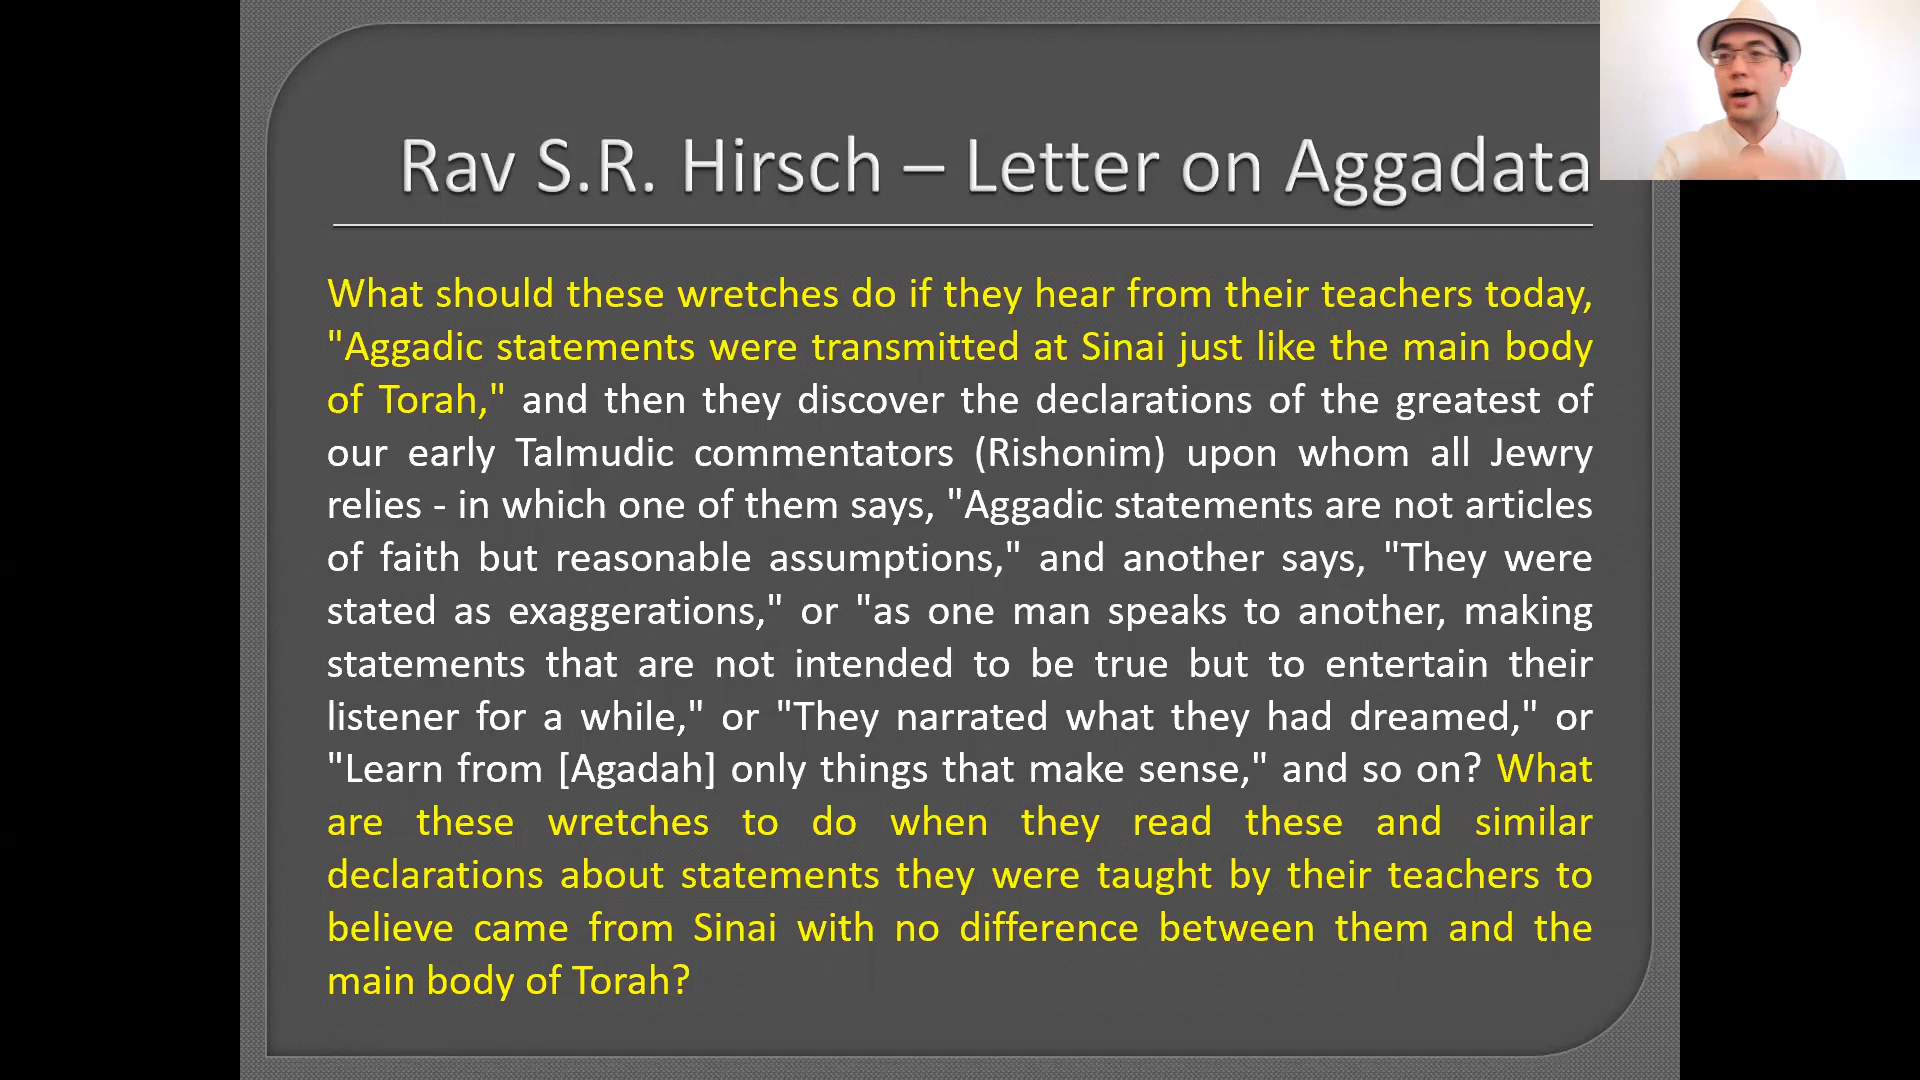 Rav S.R. Hirsch – Letter on Aggadata
What should these wretches do if they hear from their teachers today,
"Aggadic statements were transmitted at Sinai just like the main body
of Torah," and then they discover the declarations of the greatest of
our early Talmudic commentators (Rishonim) upon whom all Jewry
relies - in which one of them says, "Aggadic statements are not articles
of faith but reasonable assumptions," and another says, "They were
stated as exaggerations," or "as one man speaks to another, making
statements that are not intended to be true but to entertain their
listener for a while," or "They narrated what they had dreamed," or
"Learn from [Agadah] only things that make sense," and so on? What
are these wretches to do when they read these and similar
declarations about statements they were taught by their teachers to
believe came from Sinai with no difference between them and the
main body of Torah?